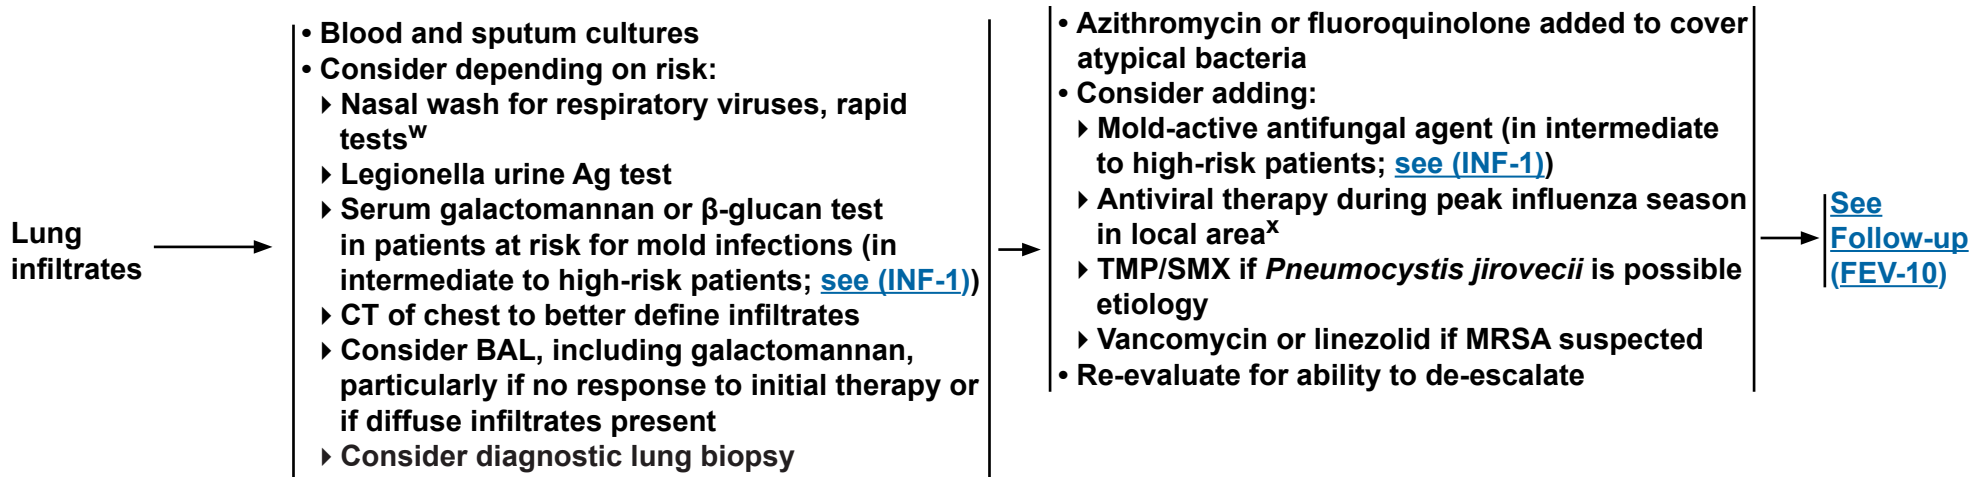 Lung
infiltrates
• Blood and sputum cultures
• Consider depending on risk:
‣ Nasal wash for respiratory viruses, rapid
testsʷ
‣ Legionella urine Ag test
‣ Serum galactomannan or β-glucan test
in patients at risk for mold infections (in
intermediate to high-risk patients; see (INF-1))
‣ CT of chest to better define infiltrates
‣ Consider BAL, including galactomannan,
particularly if no response to initial therapy or
if diffuse infiltrates present
‣ Consider diagnostic lung biopsy
• Azithromycin or fluoroquinolone added to cover
atypical bacteria
• Consider adding:
‣ Mold-active antifungal agent (in intermediate
to high-risk patients; see (INF-1))
‣ Antiviral therapy during peak influenza season
in local areaˣ
‣ TMP/SMX if Pneumocystis jirovecii is possible
etiology
‣ Vancomycin or linezolid if MRSA suspected
• Re-evaluate for ability to de-escalate
See
Follow-up
(FEV-10)